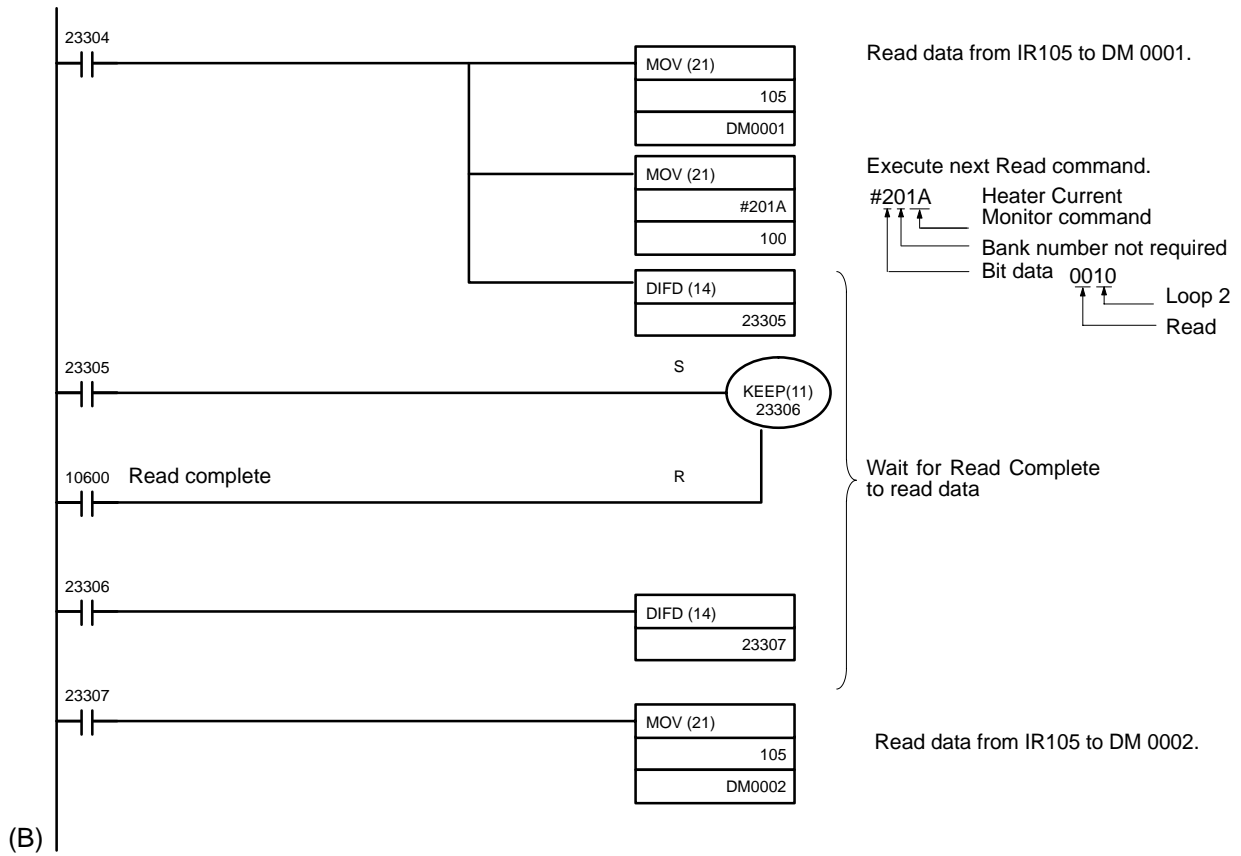 23304
MOV (21)
105
DM0001
Read data from IR105 to DM 0001.
MOV (21)
#201A
100
Execute next Read command.
#201A
Heater Current
Monitor command
Bank number not required
Bit data
0010
Loop 2
Read
DIFD (14)
23305
23305
S
KEEP(11)
23306
10600
Read complete
R
Wait for Read Complete
to read data
23306
DIFD (14)
23307
23307
MOV (21)
105
DM0002
Read data from IR105 to DM 0002.
(B)